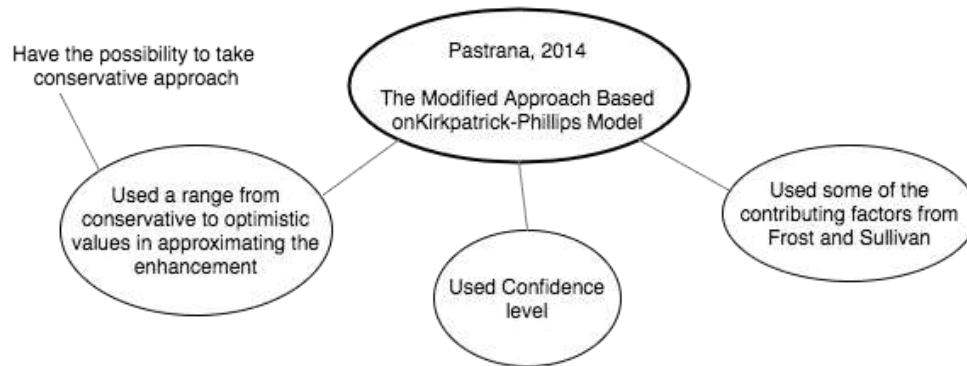 Have the possibility to take
conservative approach
Pastrana, 2014
The Modified Approach Based
onKirkpatrick-Phillips Model
Used a range from
conservative to optimistic
values in approximating the
enhancement
Used Confidence
level
Used some of the
contributing factors from
Frost and Sullivan